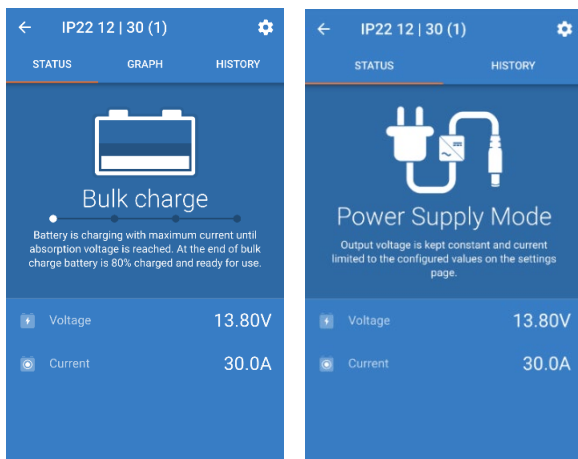 IP22 12 | 30 (1)
STATUS GRAPH HISTORY
Bulk charge
Battery is charging with maximum current until
absorption voltage is reached. At the end of bulk
charge battery is 80% charged and ready for use.
Voltage 13.80V
Current 30.0A
IP22 12 | 30 (1)
STATUS HISTORY
Power Supply Mode
Output voltage is kept constant and current
limited to the configured values on the settings
page.
Voltage 13.80V
Current 30.0A